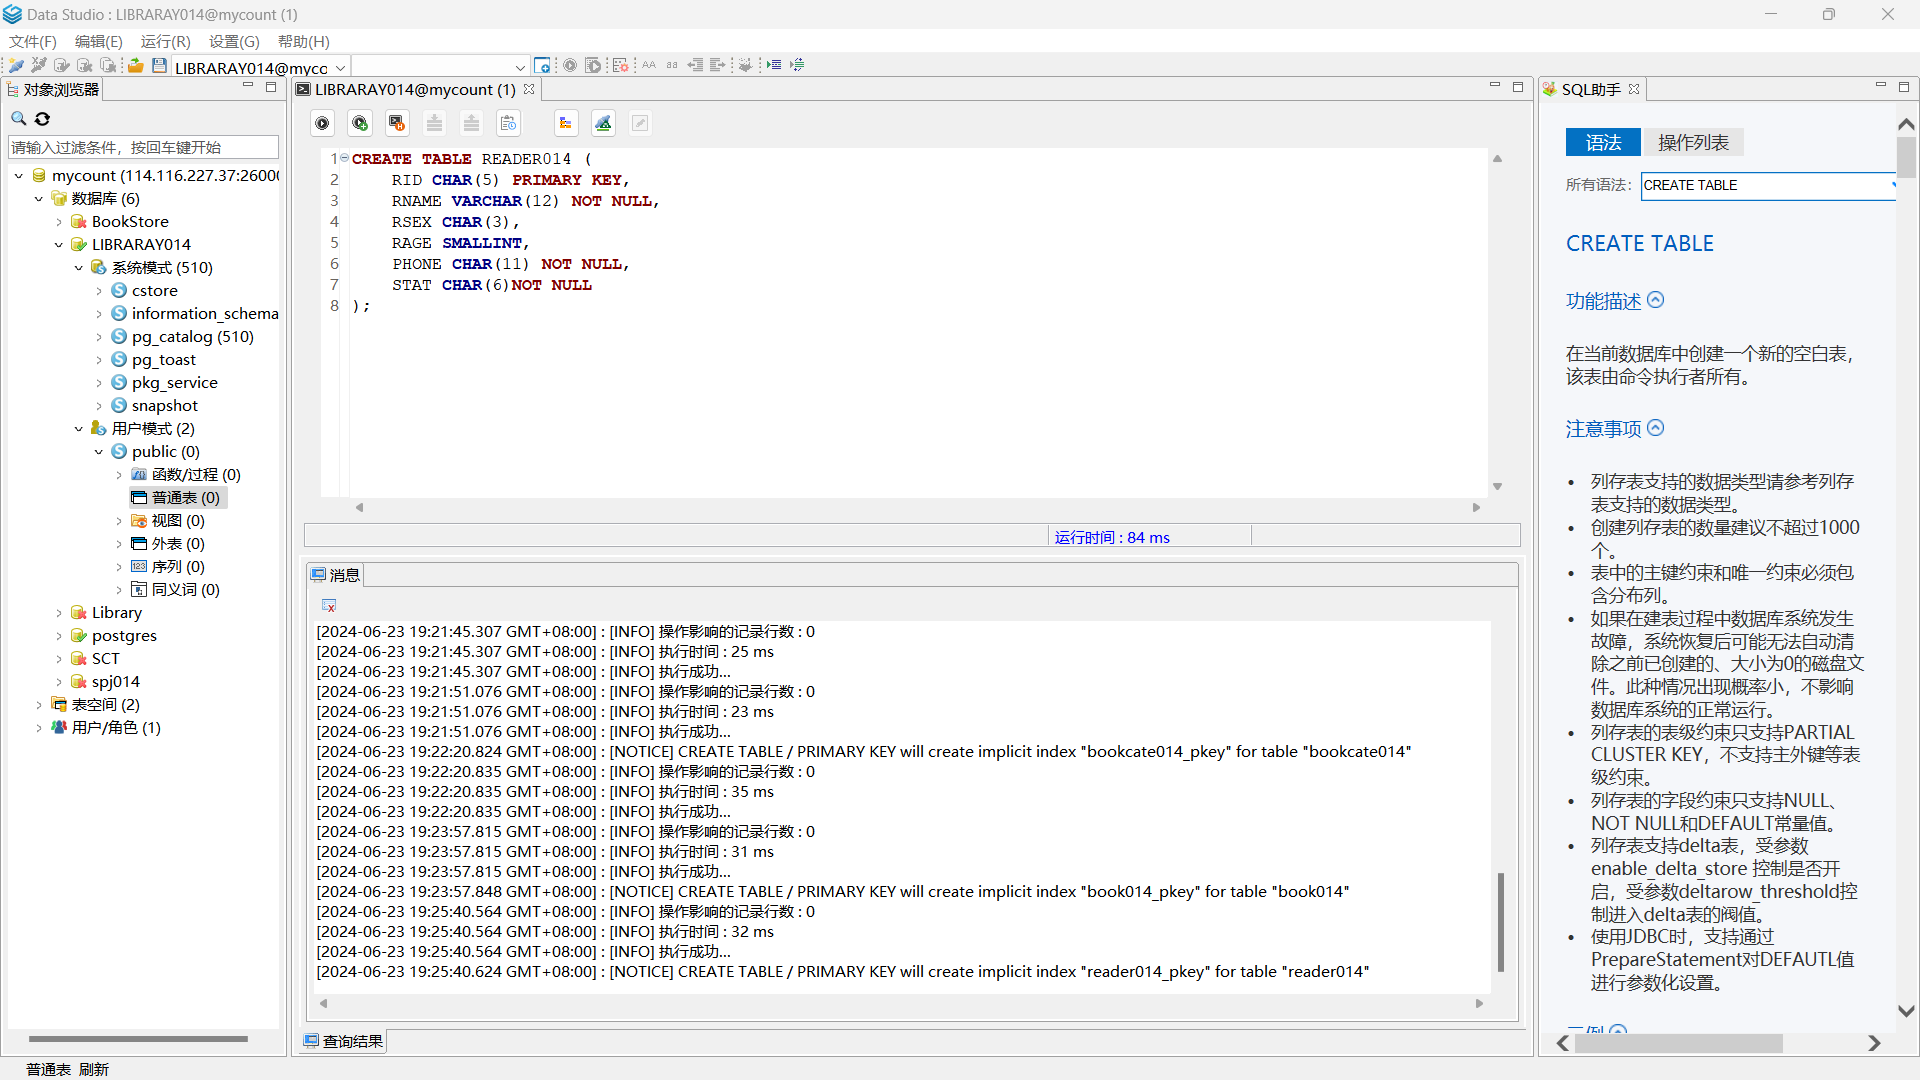 Data Studio : LIBRARAY014@mycount (1)
文件(F) 编辑(E) 运行(R) 设置(G) 帮助(H)
LIBRARAY014@myco
AA aa
对象浏览器
请输入过滤条件，按回车键开始
mycount (114.116.227.37:26000
数据库 (6)
BookStore
LIBRARAY014
系统模式 (510)
cstore
information_schema
pg_catalog (510)
pg_toast
pkg_service
snapshot
用户模式 (2)
public (0)
函数/过程 (0)
普通表 (0)
视图 (0)
外表 (0)
序列 (0)
同义词 (0)
Library
postgres
SCT
spj014
表空间 (2)
用户/角色 (1)
LIBRARAY014@mycount (1)
1 CREATE TABLE READER014 (
2 RID CHAR(5) PRIMARY KEY,
3 RNAME VARCHAR(12) NOT NULL,
4 RSEX CHAR(3),
5 RAGE SMALLINT,
6 PHONE CHAR(11) NOT NULL,
7 STAT CHAR(6)NOT NULL
8 );
运行时间 : 84 ms
消息
[2024-06-23 19:21:45.307 GMT+08:00] : [INFO] 操作影响的记录行数 : 0
[2024-06-23 19:21:45.307 GMT+08:00] : [INFO] 执行时间 : 25 ms
[2024-06-23 19:21:45.307 GMT+08:00] : [INFO] 执行成功...
[2024-06-23 19:21:51.076 GMT+08:00] : [INFO] 操作影响的记录行数 : 0
[2024-06-23 19:21:51.076 GMT+08:00] : [INFO] 执行时间 : 23 ms
[2024-06-23 19:21:51.076 GMT+08:00] : [INFO] 执行成功...
[2024-06-23 19:22:20.824 GMT+08:00] : [NOTICE] CREATE TABLE / PRIMARY KEY will create implicit index "bookcate014_pkey" for table "bookcate014"
[2024-06-23 19:22:20.835 GMT+08:00] : [INFO] 操作影响的记录行数 : 0
[2024-06-23 19:22:20.835 GMT+08:00] : [INFO] 执行时间 : 35 ms
[2024-06-23 19:22:20.835 GMT+08:00] : [INFO] 执行成功...
[2024-06-23 19:23:57.815 GMT+08:00] : [INFO] 操作影响的记录行数 : 0
[2024-06-23 19:23:57.815 GMT+08:00] : [INFO] 执行时间 : 31 ms
[2024-06-23 19:23:57.815 GMT+08:00] : [INFO] 执行成功...
[2024-06-23 19:23:57.848 GMT+08:00] : [NOTICE] CREATE TABLE / PRIMARY KEY will create implicit index "book014_pkey" for table "book014"
[2024-06-23 19:25:40.564 GMT+08:00] : [INFO] 操作影响的记录行数 : 0
[2024-06-23 19:25:40.564 GMT+08:00] : [INFO] 执行时间 : 32 ms
[2024-06-23 19:25:40.564 GMT+08:00] : [INFO] 执行成功...
[2024-06-23 19:25:40.624 GMT+08:00] : [NOTICE] CREATE TABLE / PRIMARY KEY will create implicit index "reader014_pkey" for table "reader014"
查询结果
SQL助手
语法 操作列表
所有语法: CREATE TABLE
CREATE TABLE
功能描述
在当前数据库中创建一个新的空白表，
该表由命令执行者所有。
注意事项
• 列存表支持的数据类型请参考列存
表支持的数据类型。
• 创建列存表的数量建议不超过1000
个。
• 表中的主键约束和唯一约束必须包
含分布列。
• 如果在建表过程中数据库系统发生
故障，系统恢复后可能无法自动清
除之前已创建的、大小为0的磁盘文
件。此种情况出现概率小，不影响
数据库系统的正常运行。
• 列存表的表级约束只支持PARTIAL
CLUSTER KEY，不支持主外键等表
级约束。
• 列存表的字段约束只支持NULL、
NOT NULL和DEFAULT常量值。
• 列存表支持delta表，受参数
enable_delta_store 控制是否开
启，受参数deltarow_threshold控
制进入delta表的阀值。
• 使用JDBC时，支持通过
PrepareStatement对DEFAUTL值
进行参数化设置。
普通表 刷新